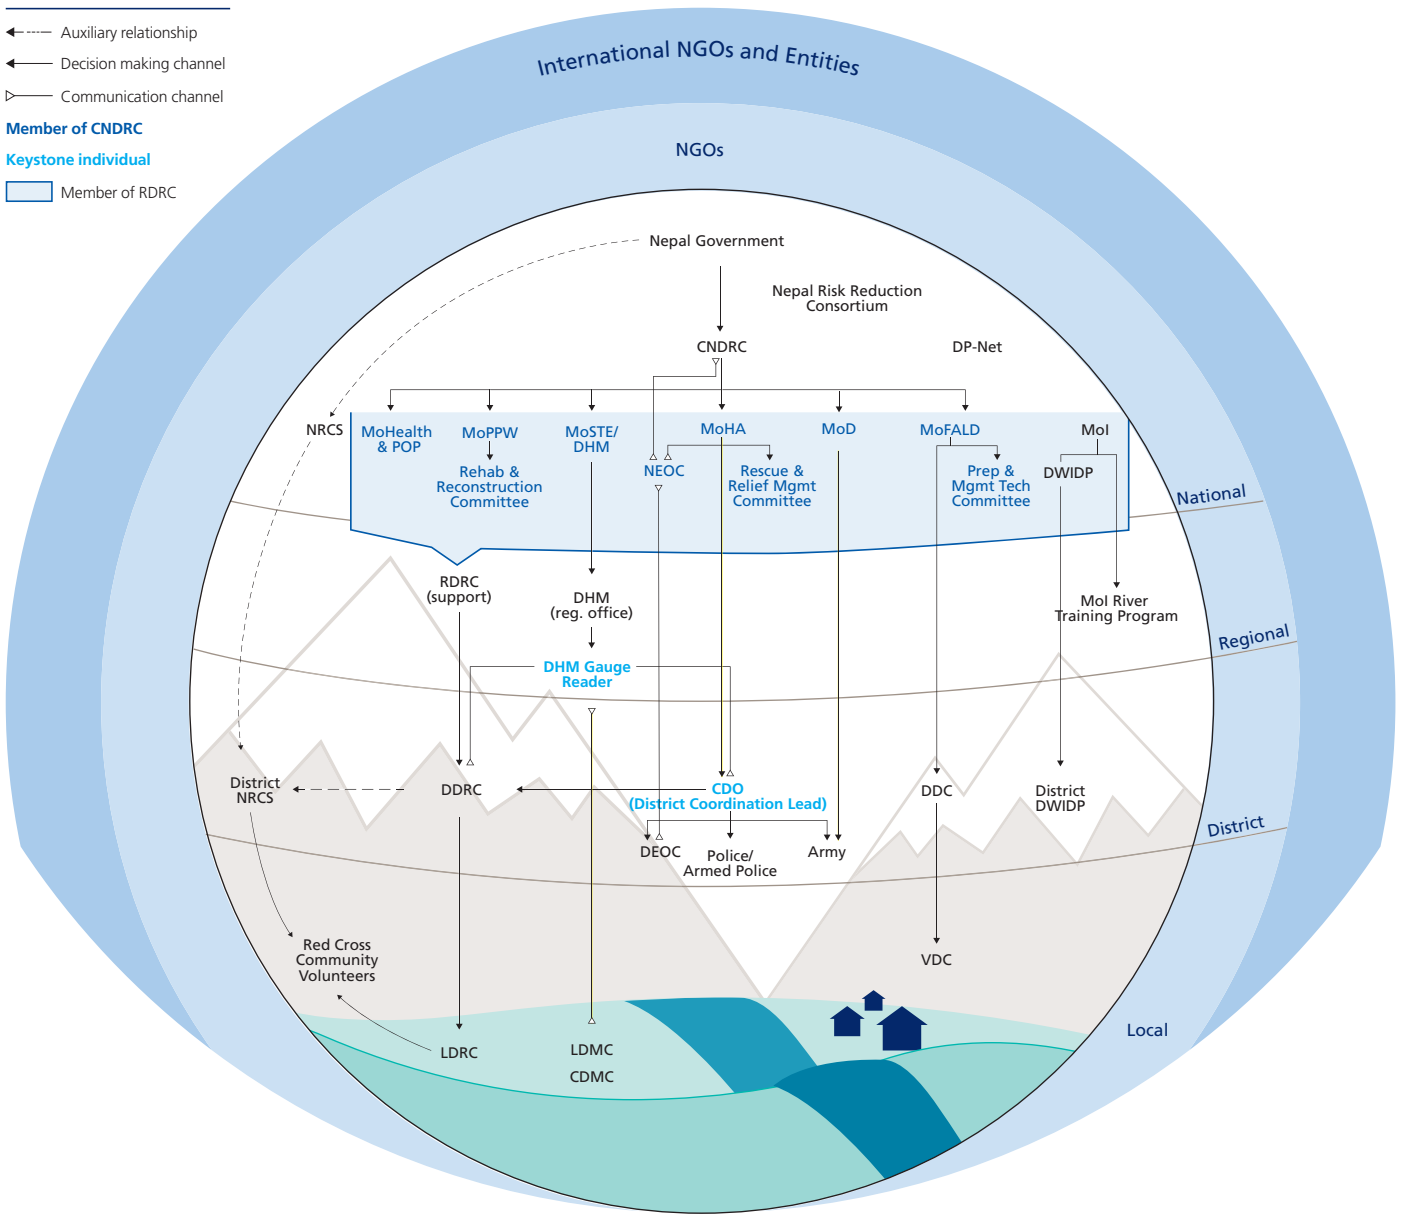 Auxiliary relationship
Decision making channel
Communication channel
Member of CNDRC
Keystone individual
Member of RDRC
International NGOs and Entities
NGOs
Nepal Government
Nepal Risk Reduction
Consortium
CNDRC
DP-Net
NRCS
MoHealth
& POP
MoPPW
MoSTE/
DHM
MoHA
MoD
MoFALD
MoI
Rehab &
Reconstruction
Committee
NEOC
Rescue &
Relief Mgmt
Committee
Prep &
Mgmt Tech
Committee
DWIDP
National
RDRC
(support)
DHM
(reg. office)
MoI River
Training Program
Regional
DHM Gauge
Reader
District
NRCS
DDRC
CDO
(District Coordination Lead)
DDC
District
DWIDP
District
DEOC
Police/
Armed Police
Army
Red Cross
Community
Volunteers
VDC
Local
LDRC
LDMC
CDMC